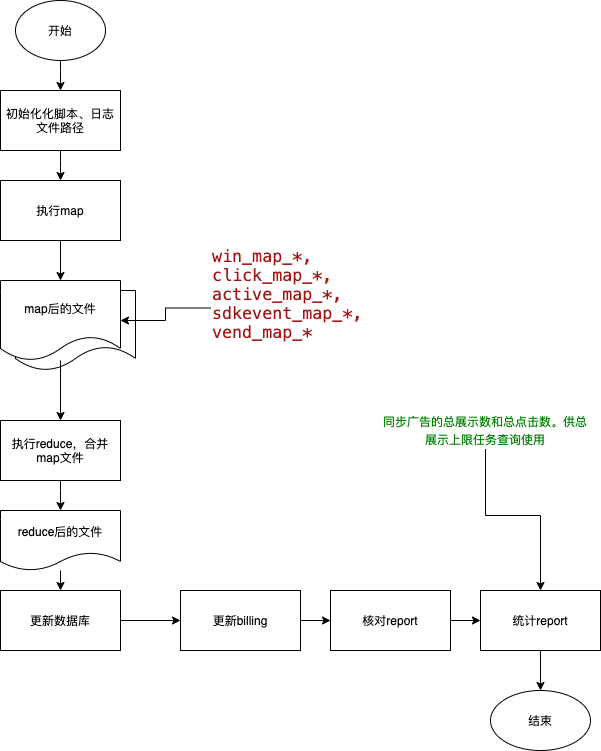 开始
初始化化脚本、日志
文件路径
执行map
map后的文件
win_map_*,
click_map_*,
active_map_*,
sdkevent_map_*,
vend_map_*
执行reduce，合并
map文件
同步广告的总展示数和总点击数。供总
展示上限任务查询使用
reduce后的文件
更新数据库
更新billing
核对report
统计report
结束